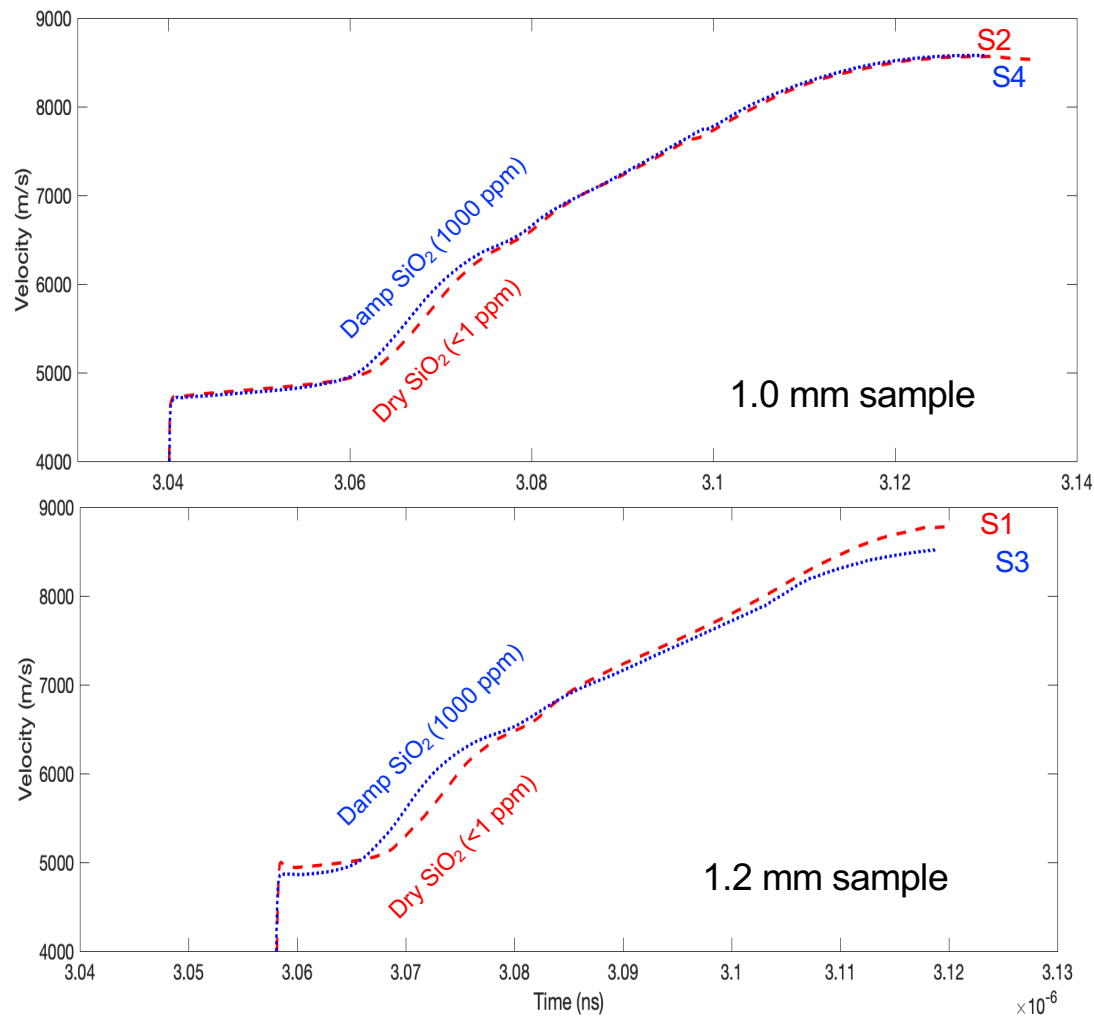 9000
8000
7000
6000
5000
4000
Velocity (m/s)
S2
S4
Damp SiO₂ (1000 ppm)
Dry SiO₂ (<1 ppm)
1.0 mm sample
3.04 3.06 3.08 3.1 3.12 3.14
9000
8000
7000
6000
5000
4000
Velocity (m/s)
S1
S3
Damp SiO₂ (1000 ppm)
Dry SiO₂ (<1 ppm)
1.2 mm sample
3.04 3.05 3.06 3.07 3.08 3.09 3.1 3.11 3.12 3.13
Time (ns)
×10⁻⁶